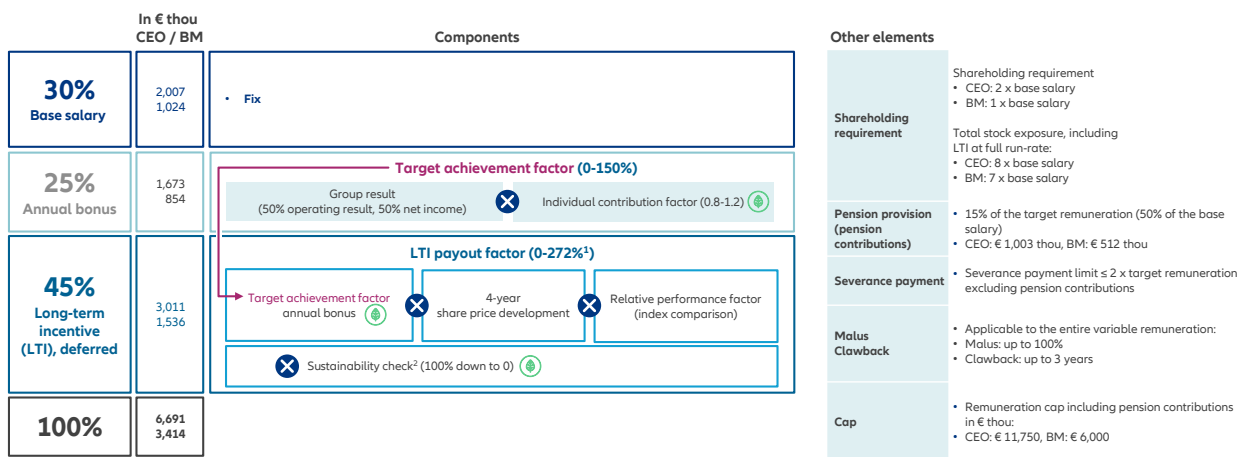 In € thou
CEO / BM
Components
30%
Base salary
2,007
1,024
• Fix
25%
Annual bonus
1,673
854
Target achievement factor (0-150%)
Group result
(50% operating result, 50% net income)
Individual contribution factor (0.8-1.2)
45%
Long-term
incentive
(LTI), deferred
3,011
1,536
LTI payout factor (0-272%¹)
Target achievement factor
annual bonus
4-year
share price development
Relative performance factor
(index comparison)
Sustainability check² (100% down to 0)
100%
6,691
3,414
Other elements
Shareholding
requirement
Shareholding requirement
• CEO: 2 x base salary
• BM: 1 x base salary
Total stock exposure, including
LTI at full run-rate:
• CEO: 8 x base salary
• BM: 7 x base salary
Pension provision
(pension
contributions)
• 15% of the target remuneration (50% of the base
salary)
• CEO: € 1,003 thou, BM: € 512 thou
Severance payment
• Severance payment limit ≤ 2 x target remuneration
excluding pension contributions
Malus
Clawback
• Applicable to the entire variable remuneration:
• Malus: up to 100%
• Clawback: up to 3 years
Cap
• Remuneration cap including pension contributions
in € thou:
• CEO: € 11,750, BM: € 6,000